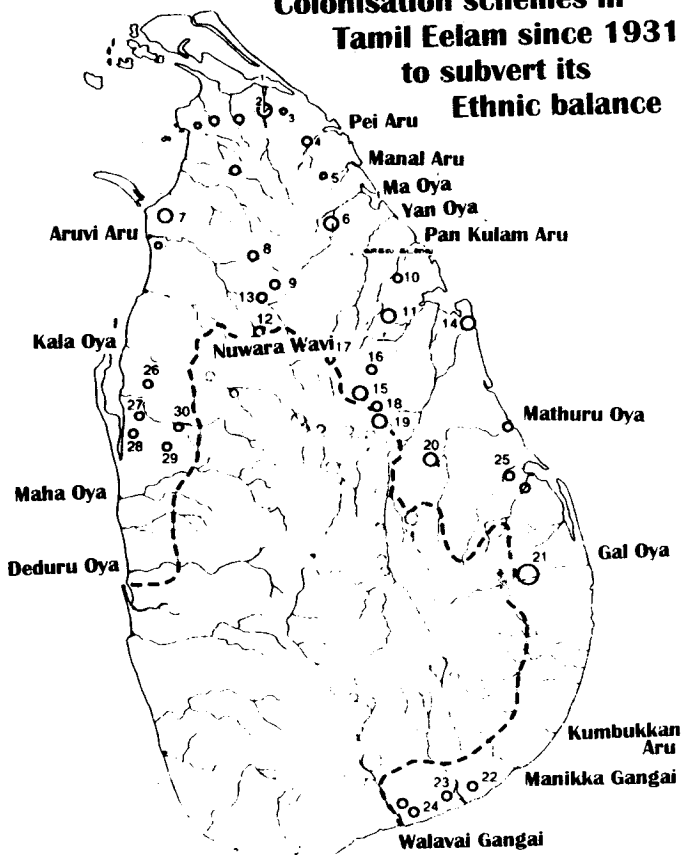 Colonisation schemes in
Tamil Eelam since 1931
to subvert its
Ethnic balance
2
3
Pei Aru
4
Manal Aru
5
Ma Oya
Yan Oya
7
6
Aruvi Aru
Pan Kulam Aru
8
10
9
13
11
14
12
Kala Oya
Nuwara Wavi
17
16
26
15
27
30
18
19
Mathuru Oya
28
29
20
25
Maha Oya
Gal Oya
21
Deduru Oya
Kumbukkan
Aru
23
22
Manikka Gangai
24
Walavai Gangai